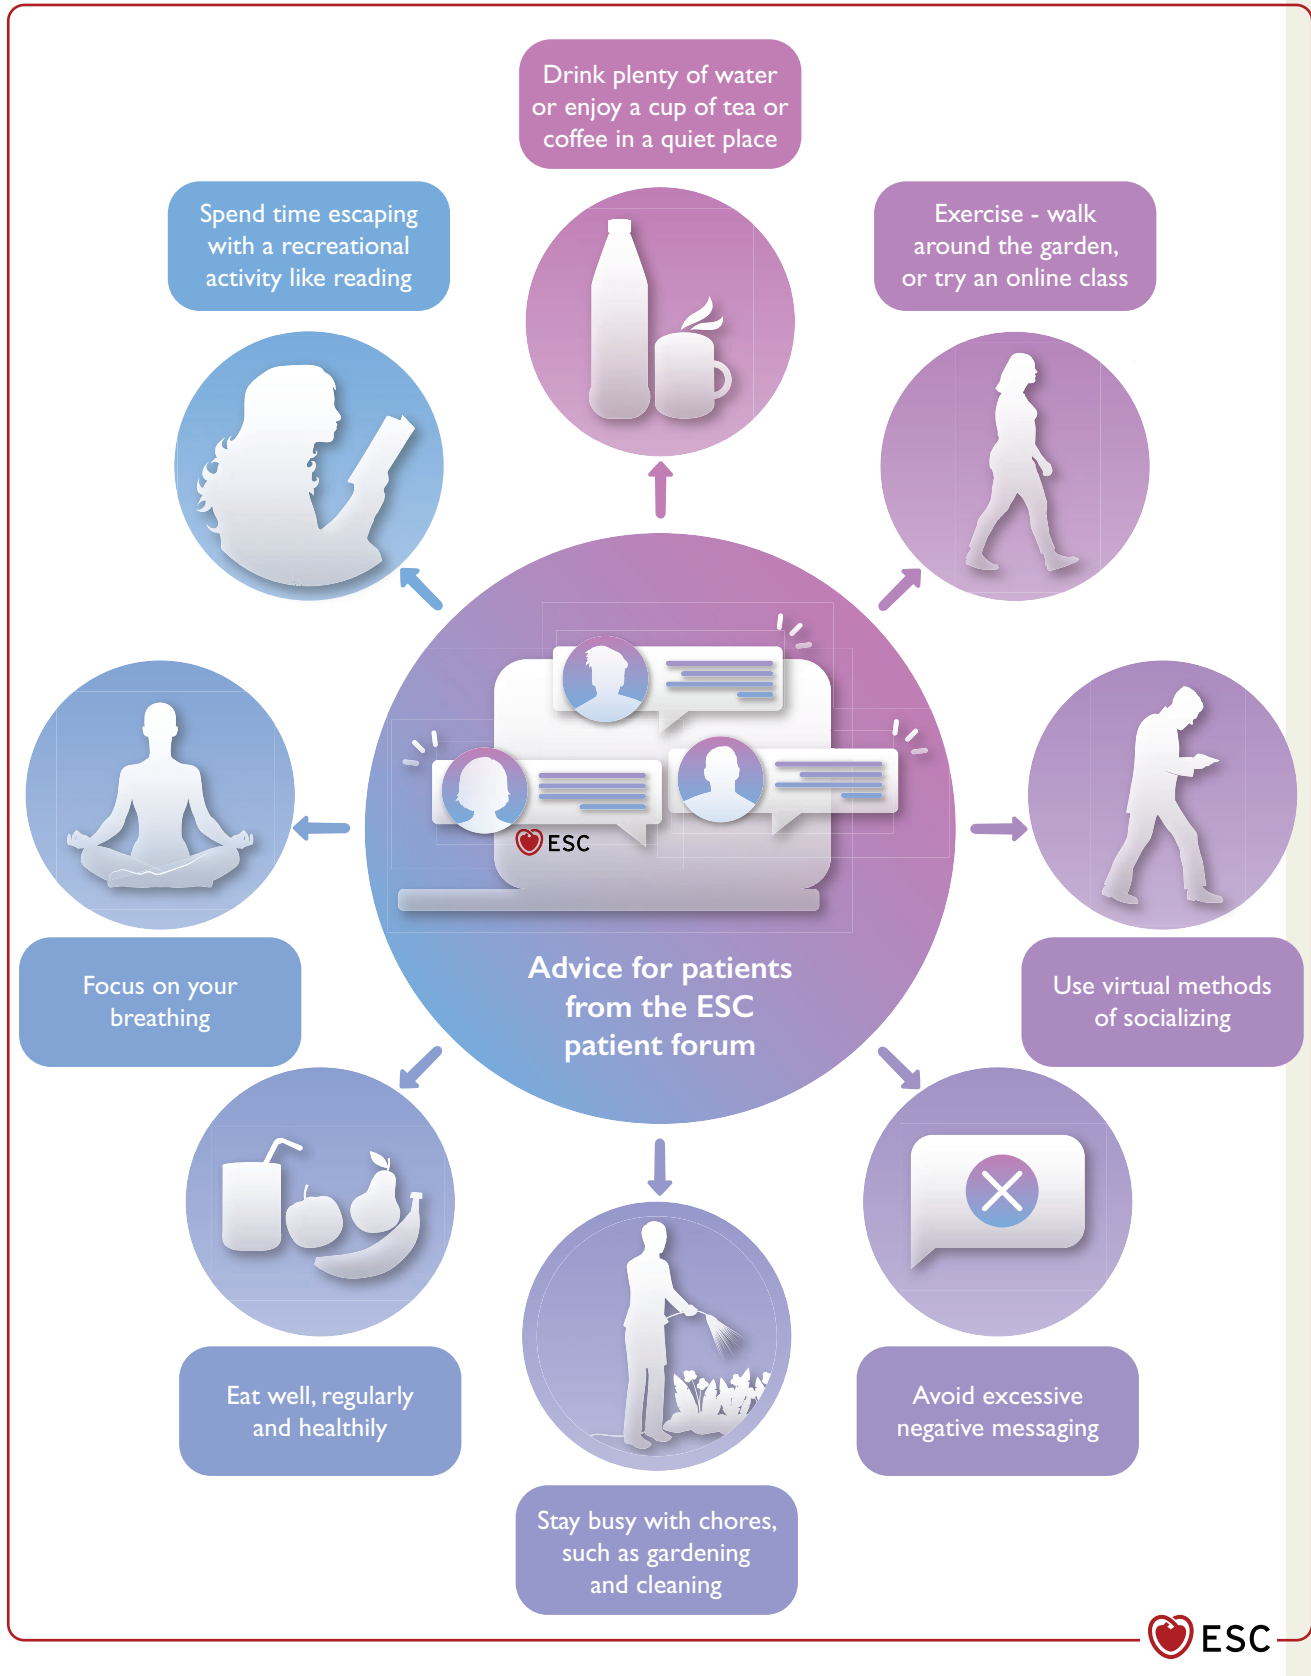 Drink plenty of water
or enjoy a cup of tea or
coffee in a quiet place
Spend time escaping
with a recreational
activity like reading
Exercise - walk
around the garden,
or try an online class
ESC
Advice for patients
from the ESC
patient forum
Focus on your
breathing
Use virtual methods
of socializing
Eat well, regularly
and healthily
Avoid excessive
negative messaging
Stay busy with chores,
such as gardening
and cleaning
ESC